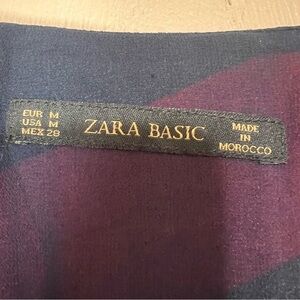 EUR M
USA M
MEX 28
ZARA BASIC
MADE
IN
MOROCCO